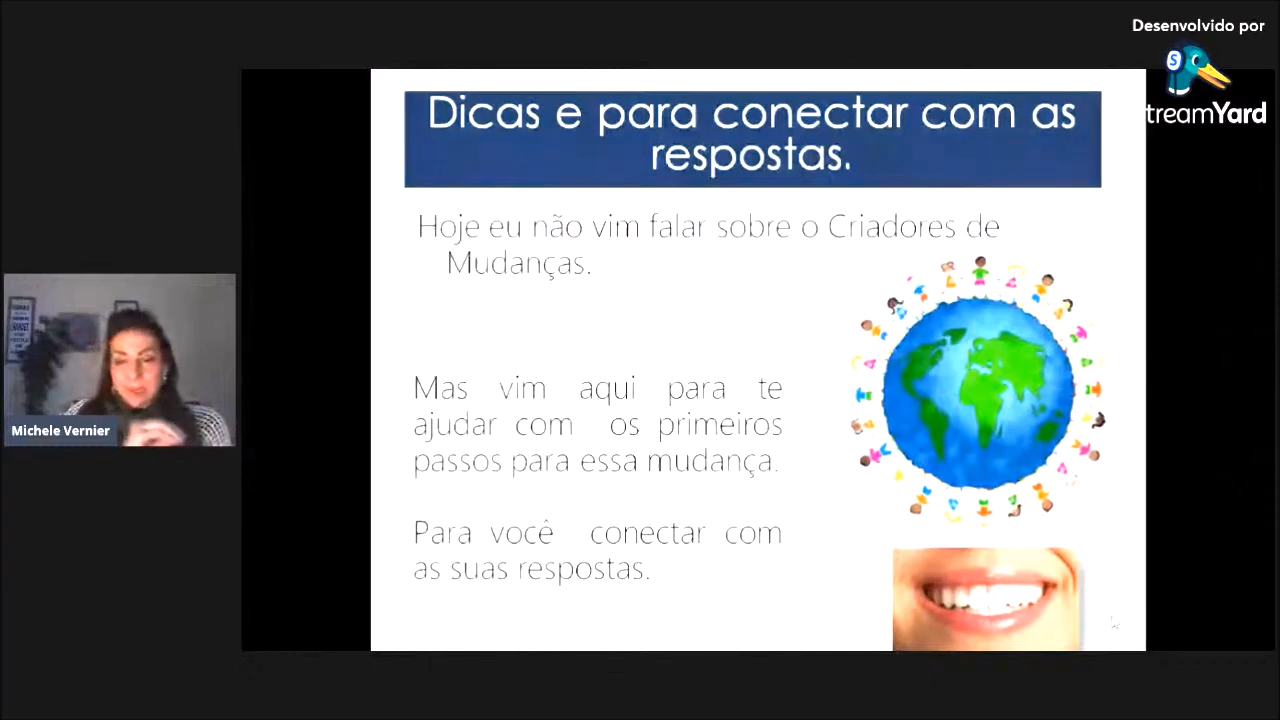 Desenvolvido por
treamYard
Dicas e para conectar com as
respostas.
Hoje eu não vim falar sobre o Criadores de
Mudanças.
Mas vim aqui para te
ajudar com os primeiros
passos para essa mudança.
Para você conectar com
as suas respostas.
Michele Vernier